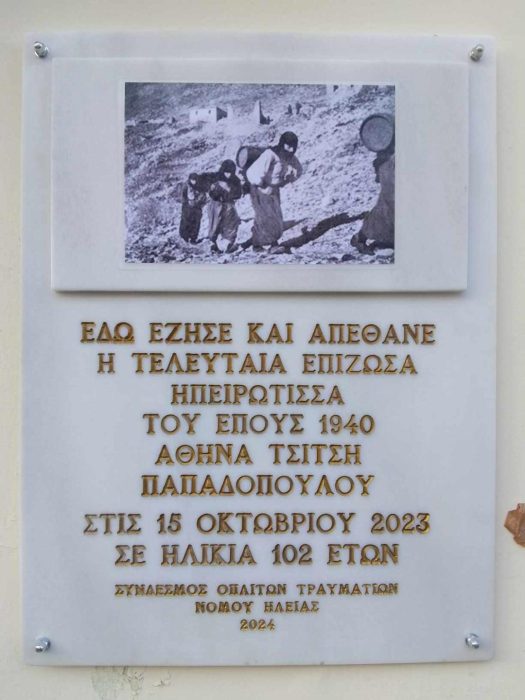 ΕΔΩ ΕΖΗΣΕ ΚΑΙ ΑΠΕΘΑΝΕ
Η ΤΕΛΕΥΤΑΙΑ ΕΠΙΖΩΣΑ
ΗΠΕΙΡΩΤΙΣΣΑ
ΤΟΥ ΕΠΟΥΣ 1940
ΑΘΗΝΑ ΤΣΙΤΣΗ
ΠΑΠΑΔΟΠΟΥΛΟΥ
ΣΤΙΣ 15 ΟΚΤΩΒΡΙΟΥ 2023
ΣΕ ΗΛΙΚΙΑ 102 ΕΤΩΝ
ΣΥΝΔΕΣΜΟΣ ΟΠΛΙΤΩΝ ΤΡΑΥΜΑΤΙΩΝ
ΝΟΜΟΥ ΗΛΕΙΑΣ
2024